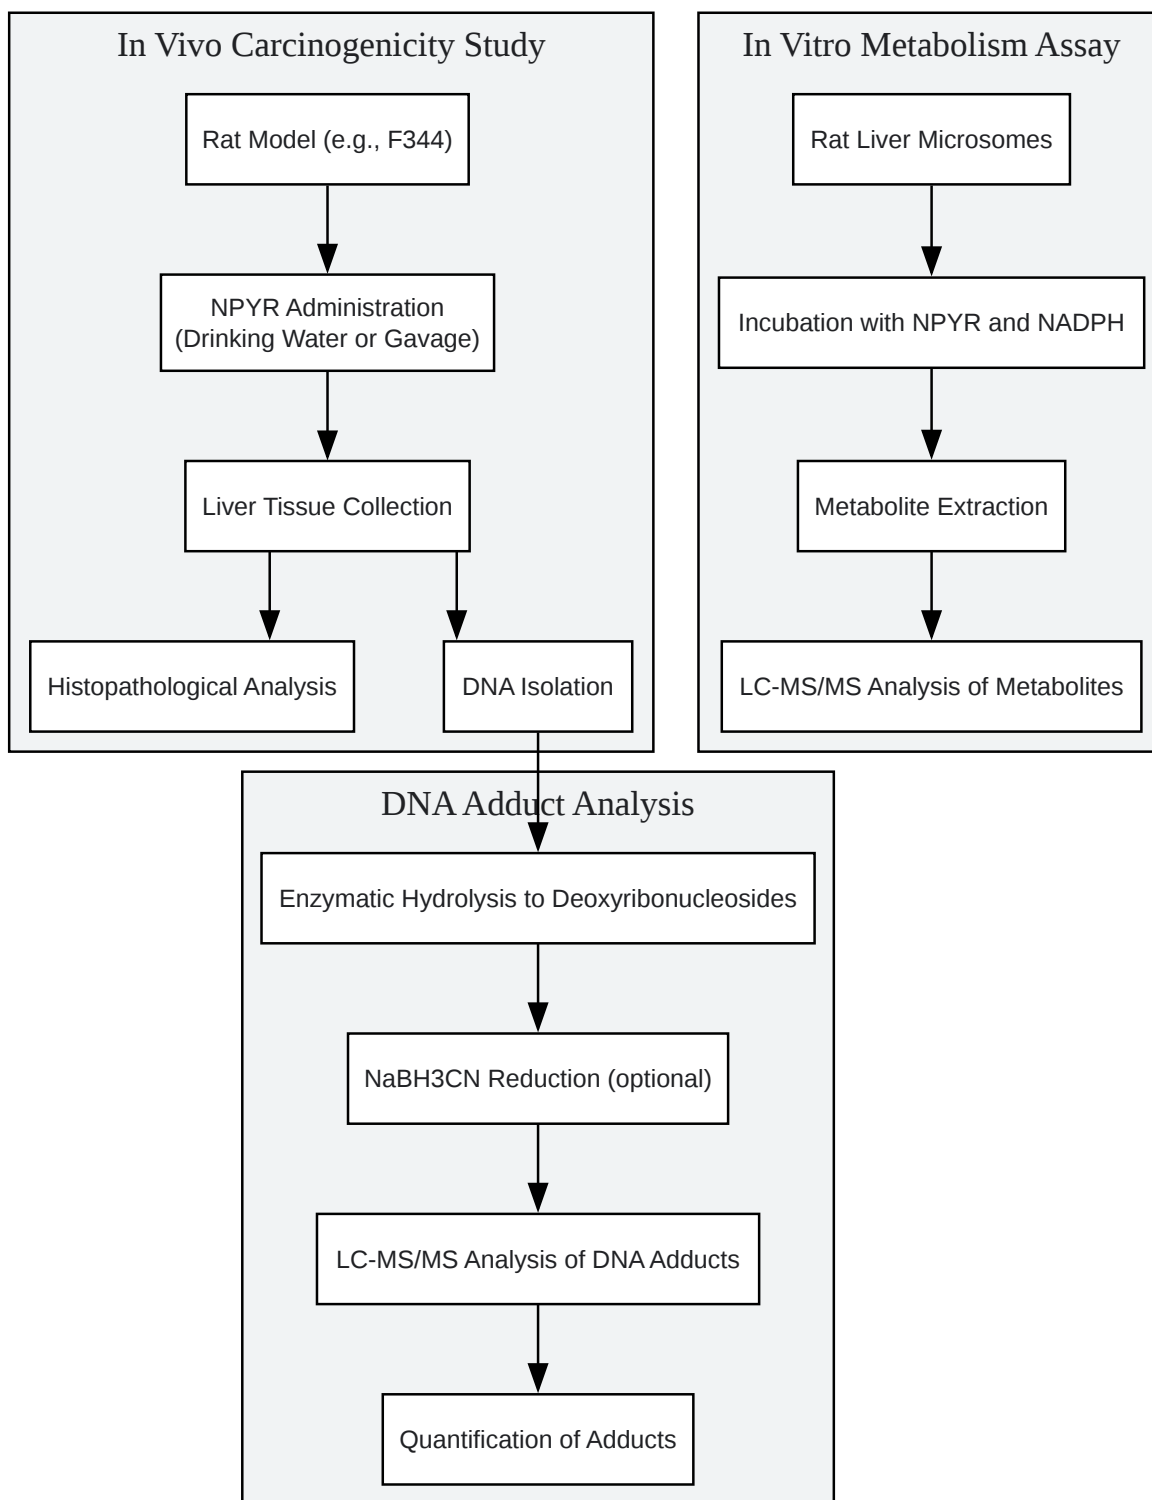 In Vivo Carcinogenicity Study
Rat Model (e.g., F344)
NPYR Administration
(Drinking Water or Gavage)
Liver Tissue Collection
Histopathological Analysis
DNA Isolation
In Vitro Metabolism Assay
Rat Liver Microsomes
Incubation with NPYR and NADPH
Metabolite Extraction
LC-MS/MS Analysis of Metabolites
DNA Adduct Analysis
Enzymatic Hydrolysis to Deoxyribonucleosides
NaBH3CN Reduction (optional)
LC-MS/MS Analysis of DNA Adducts
Quantification of Adducts